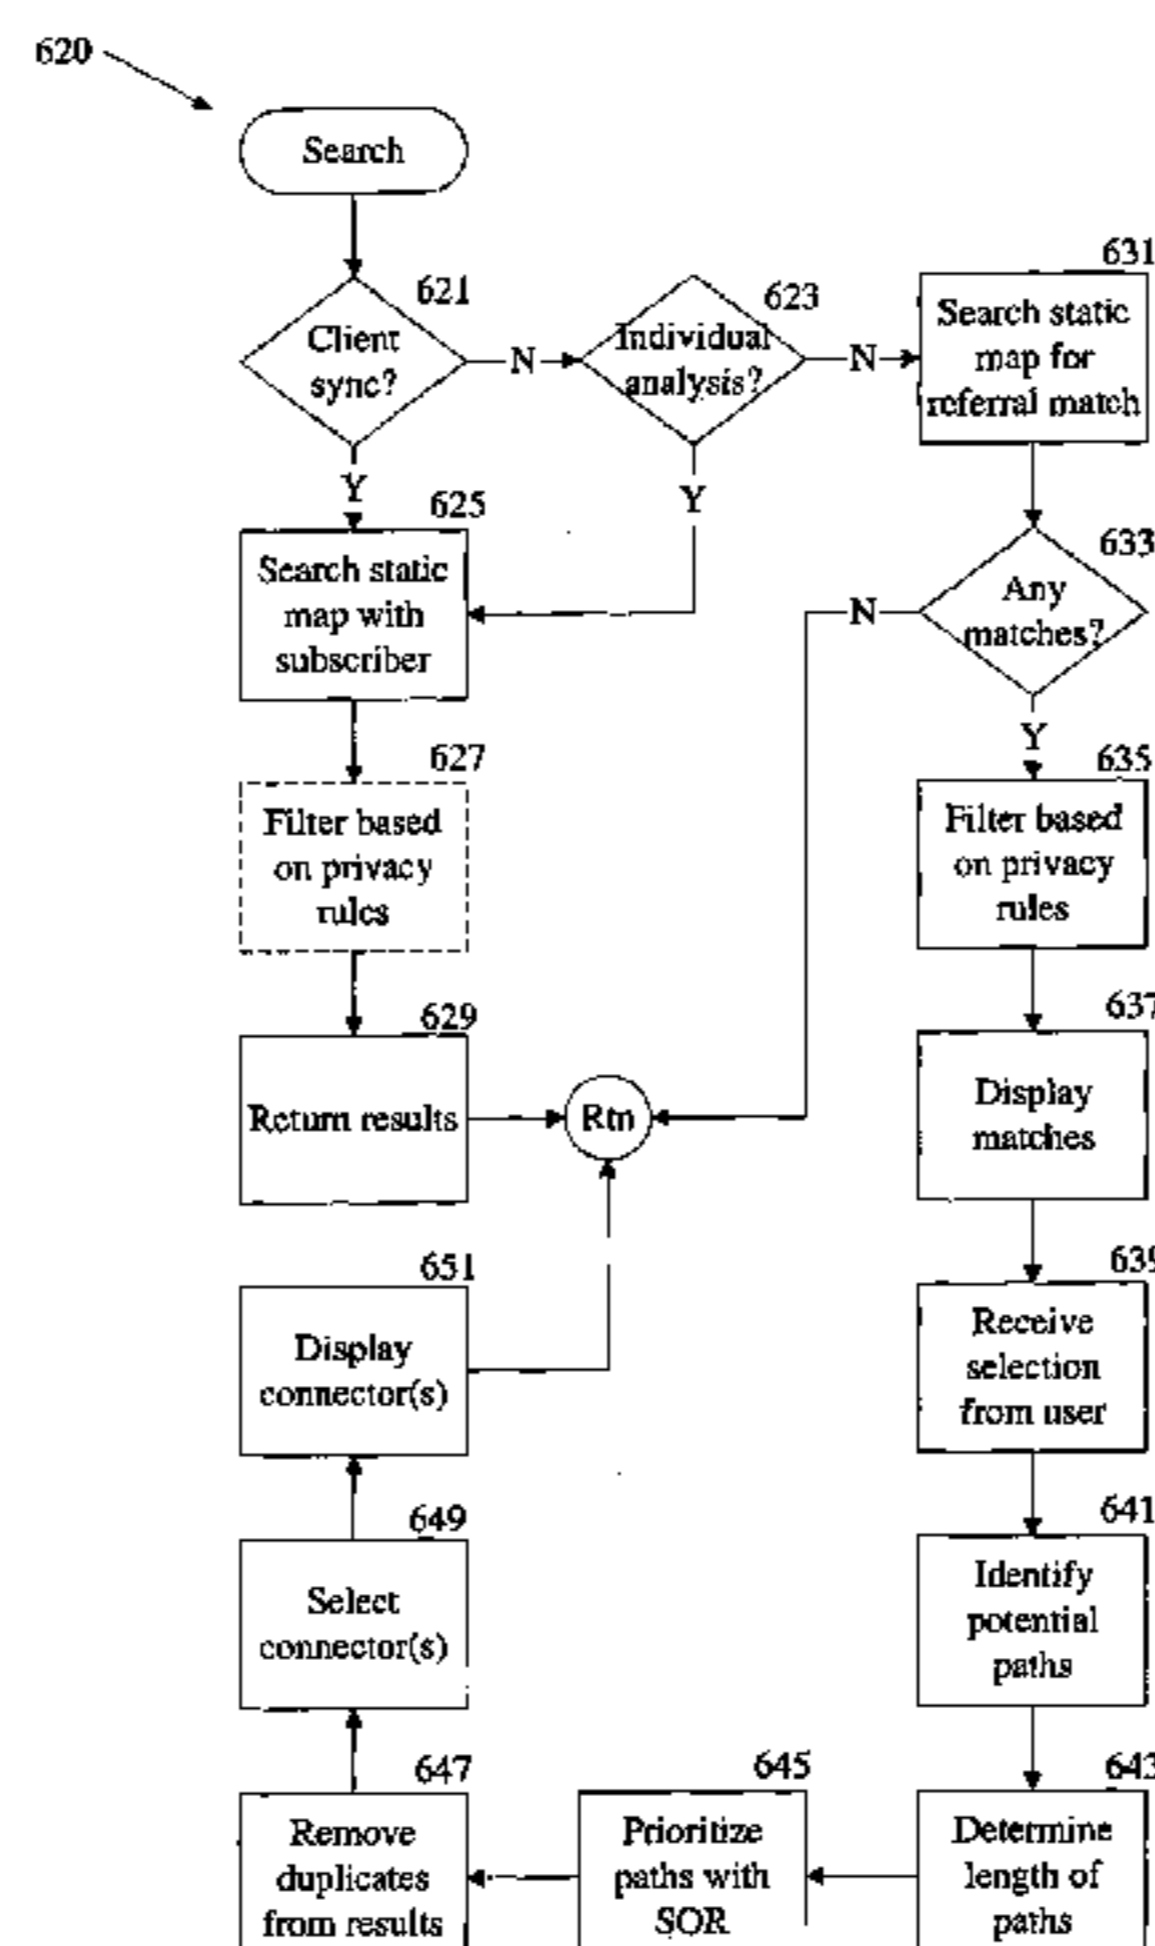 620
Search
621
Client
sync?
N
623
Individual
analysis?
N
631
Search static
map for
referral match
Y
625
Search static
map with
subscriber
Y
633
Any
matches?
N
Y
627
Filter based
on privacy
rules
635
Filter based
on privacy
rules
629
Return results
Rtn
637
Display
matches
651
Display
connector(s)
639
Receive
selection
from user
649
Select
connector(s)
641
Identify
potential
paths
647
Remove
duplicates
from results
645
Prioritize
paths with
SOR
643
Determine
length of
paths